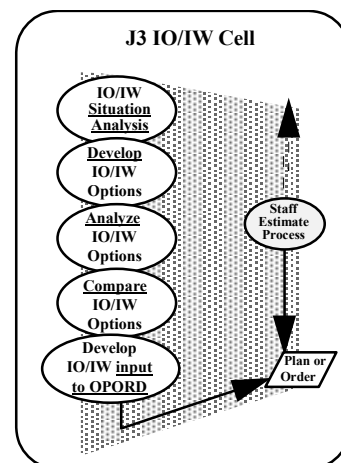 J3 IO/IW Cell
IO/IW
Situation
Analysis
Develop
IO/IW
Options
Analyze
IO/IW
Options
Compare
IO/IW
Options
Develop
IO/IW input
to OPORD
Staff
Estimate
Process
Plan or
Order